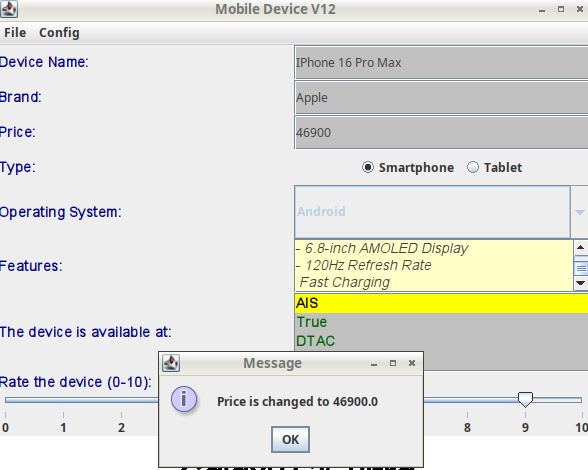 Mobile Device V12
File Config
Device Name: IPhone 16 Pro Max
Brand: Apple
Price: 46900
Type: Smartphone Tablet
Operating System: Android
Features: - 6.8-inch AMOLED Display
- 120Hz Refresh Rate
Fast Charging
The device is available at: AIS
True
DTAC
Rate the device (0-10):
0 1 2 8 9 10
Message
Price is changed to 46900.0
OK